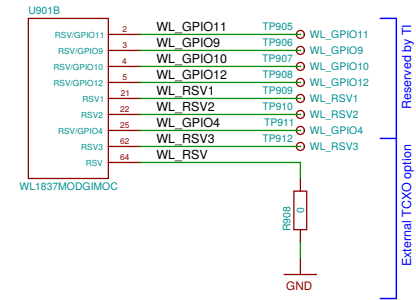 U901B
RSV/GPIO11 2 WL_GPIO11 TP905 WL_GPIO11
RSV/GPIO9 3 WL_GPIO9 TP906 WL_GPIO9
RSV/GPIO10 4 WL_GPIO10 TP907 WL_GPIO10
RSV/GPIO12 5 WL_GPIO12 TP908 WL_GPIO12
RSV1 21 WL_RSV1 TP909 WL_RSV1
RSV2 22 WL_RSV2 TP910 WL_RSV2
RSV/GPIO4 25 WL_GPIO4 TP911 WL_GPIO4
RSV3 62 WL_RSV3 TP912 WL_RSV3
RSV 64 WL_RSV
WL1837MODGIMOC
R908
0
GND
Reserved by TI
External TCXO option